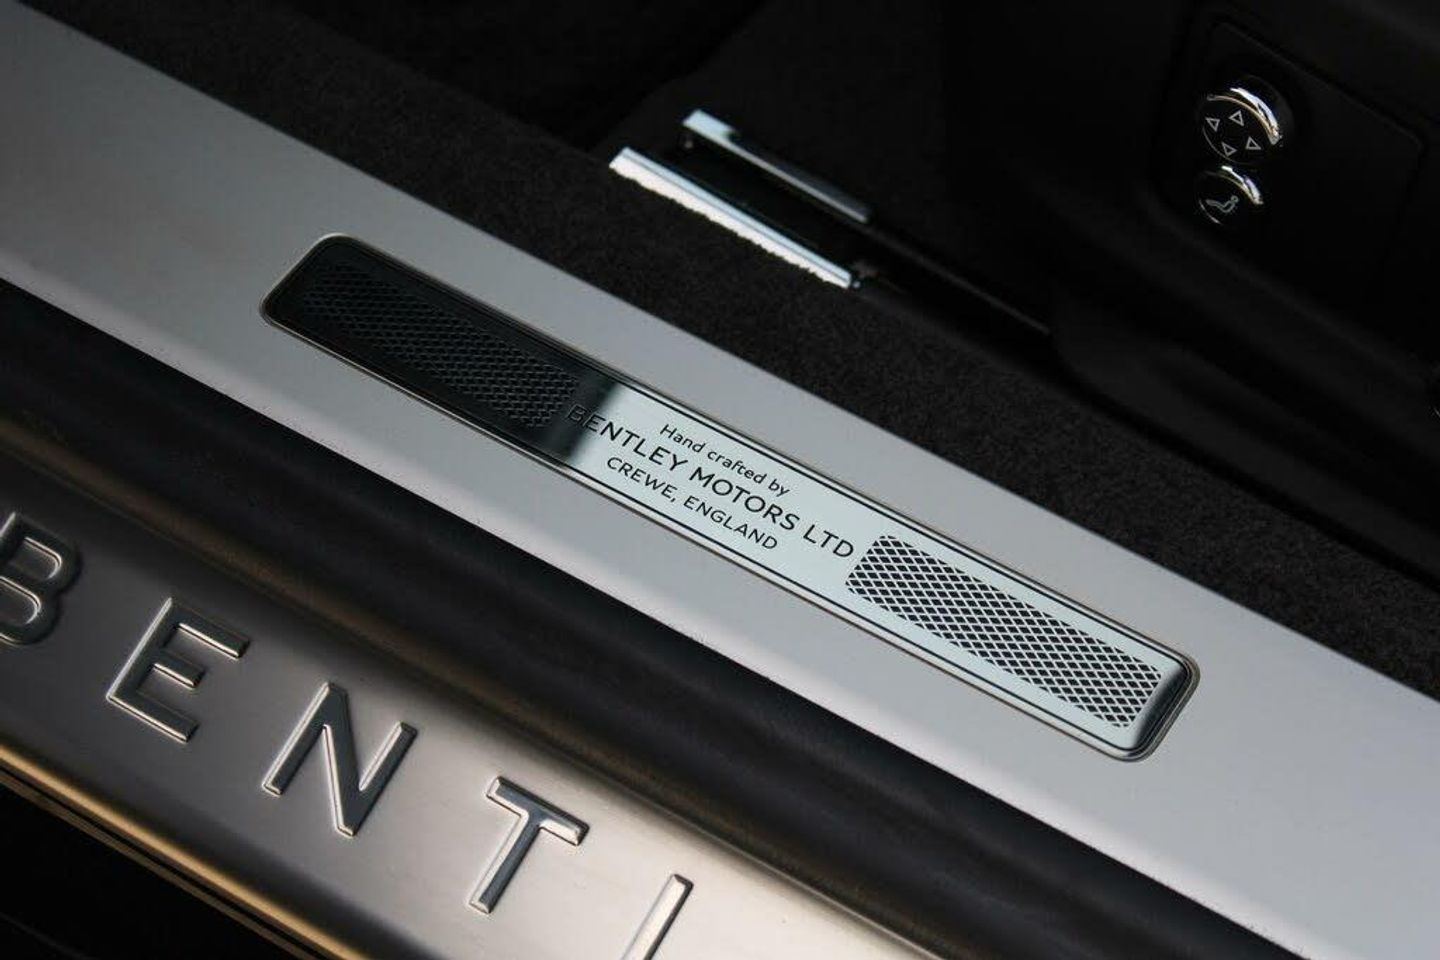 Hand crafted by
BENTLEY MOTORS LTD
CREWE, ENGLAND
BENTL